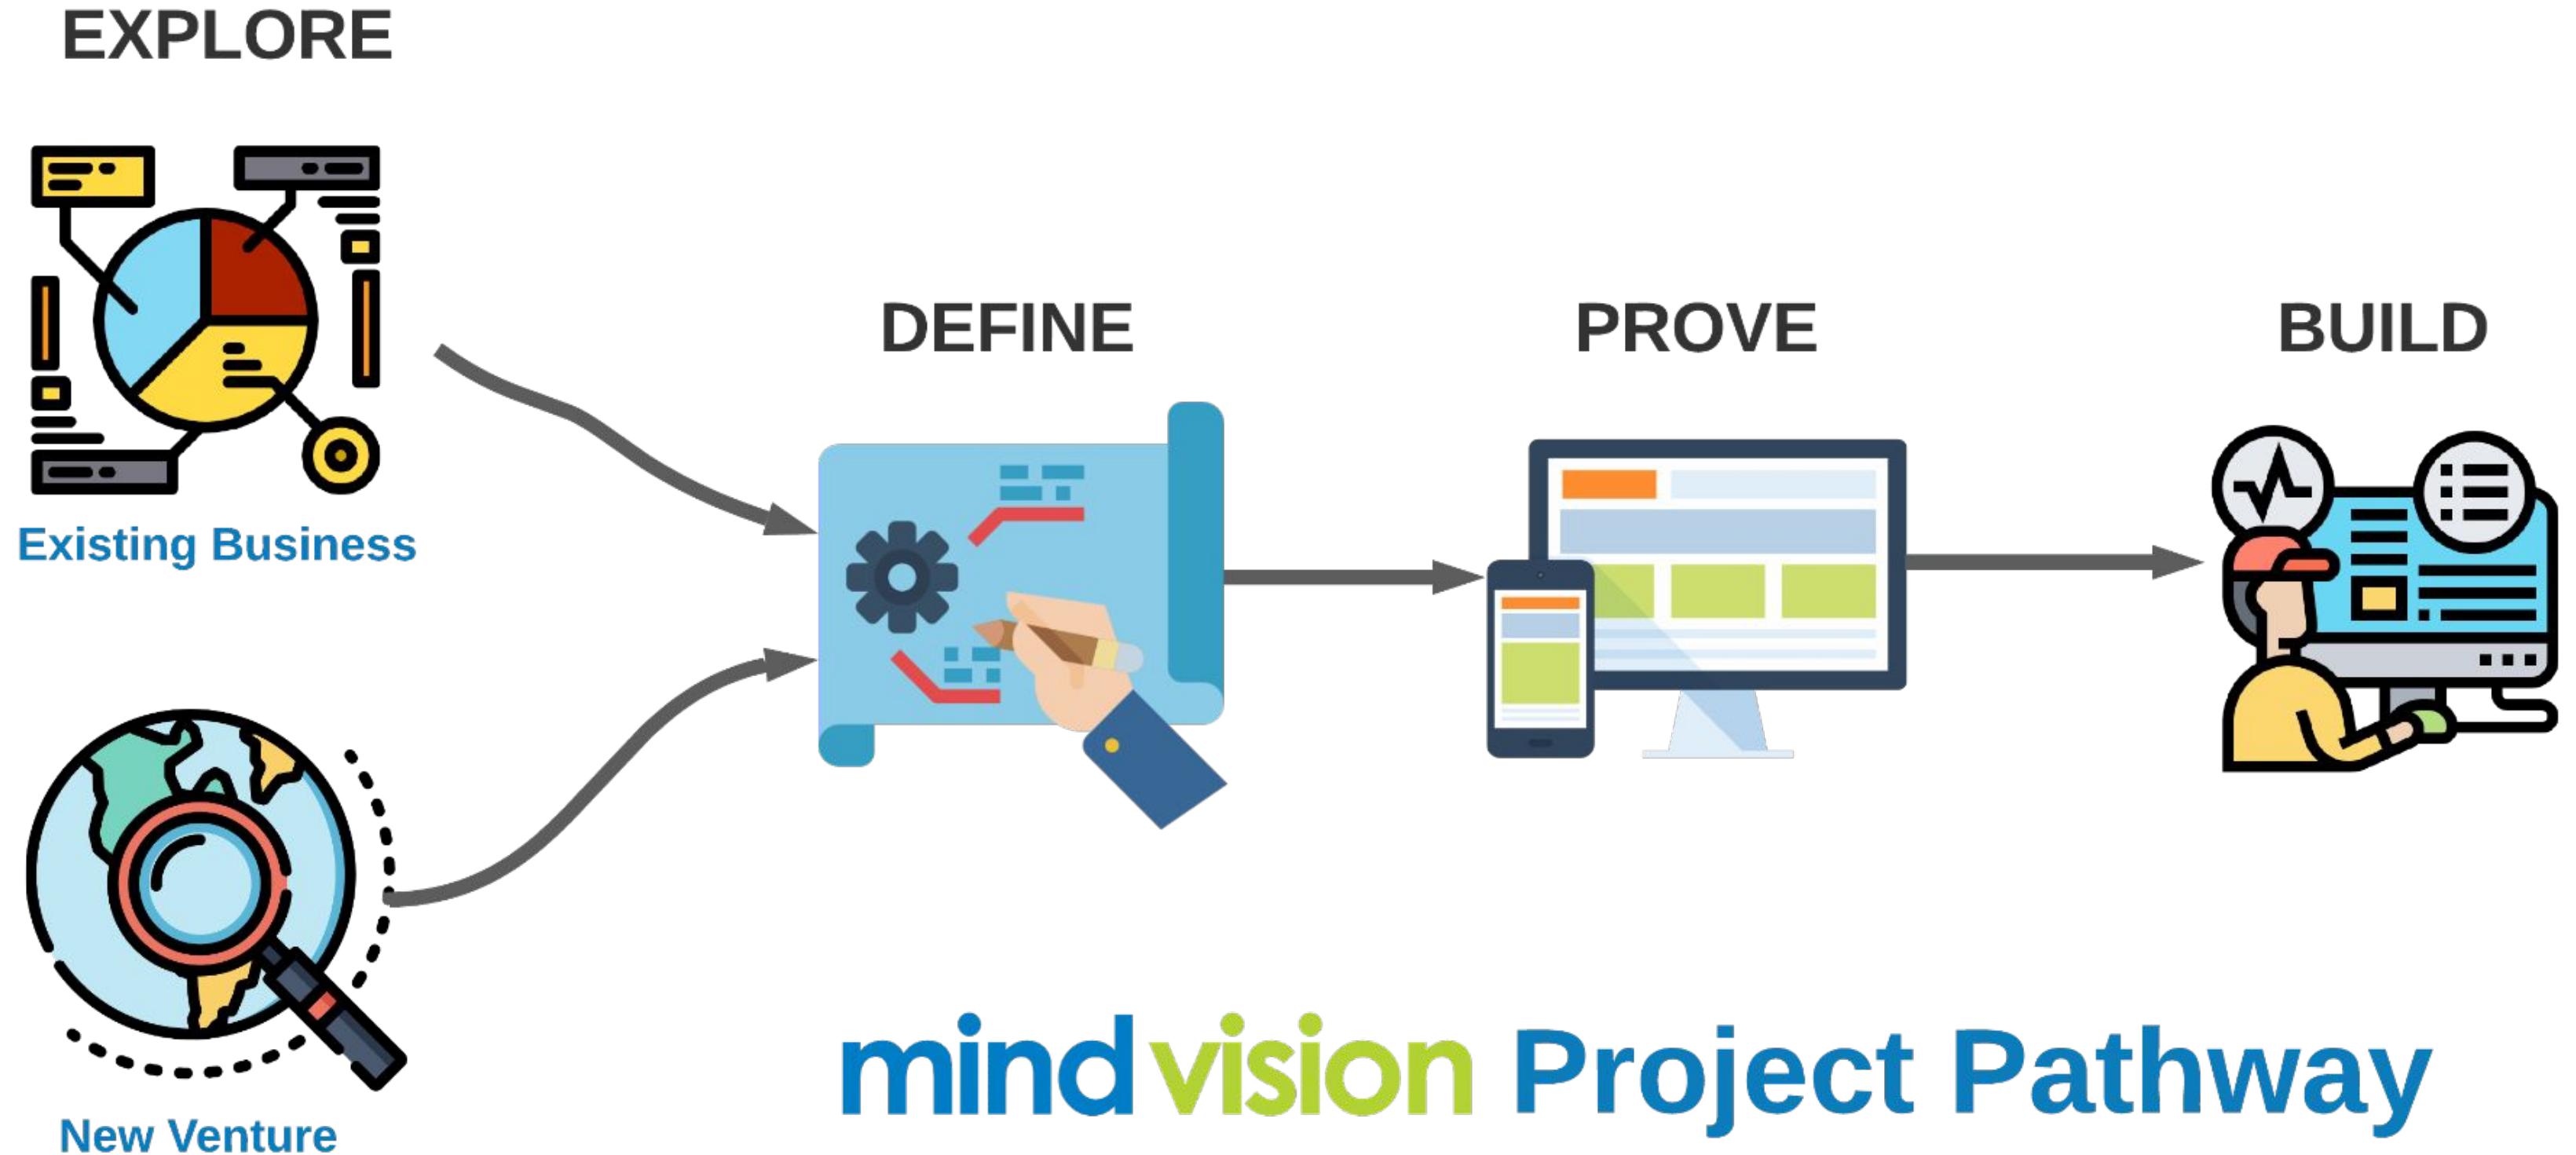 EXPLORE
Existing Business
New Venture
DEFINE
PROVE
BUILD
mindvision Project Pathway